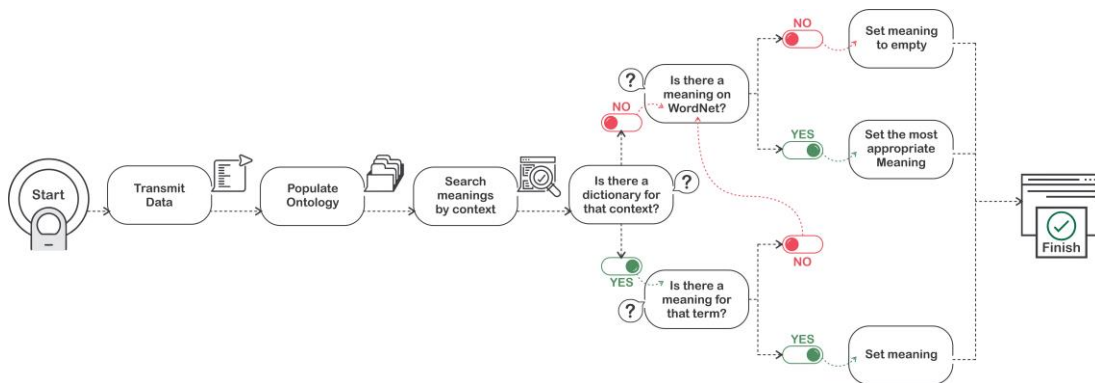 Start
Transmit
Data
Populate
Ontology
Search
meanings
by context
Is there a
dictionary for
that context?
?
NO
?
Is there a
meaning on
WordNet?
NO
Set meaning
to empty
YES
Set the most
appropriate
Meaning
YES
?
Is there a
meaning for
that term?
NO
YES
Set meaning
Finish